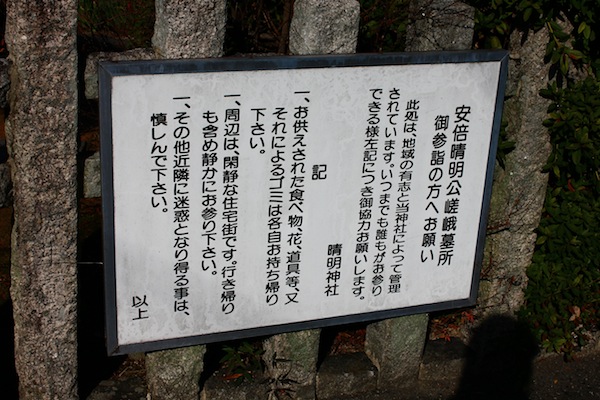 安倍晴明公嵯峨墓所
御参詣の方へお願い
此処は、地域の有志と当神社によって管理
されています。いつまでも誰もがお参り
できる様左記につき御協力お願いします。
晴明神社
記
一、お供えされた食べ物、花、道具等、又
それによるゴミは各自お持ち帰り
下さい。
一、周辺は、閑静な住宅街です。行き帰り
も含め静かにお参り下さい。
一、その他近隣に迷惑となり得る事は、
慎しんで下さい。
以上